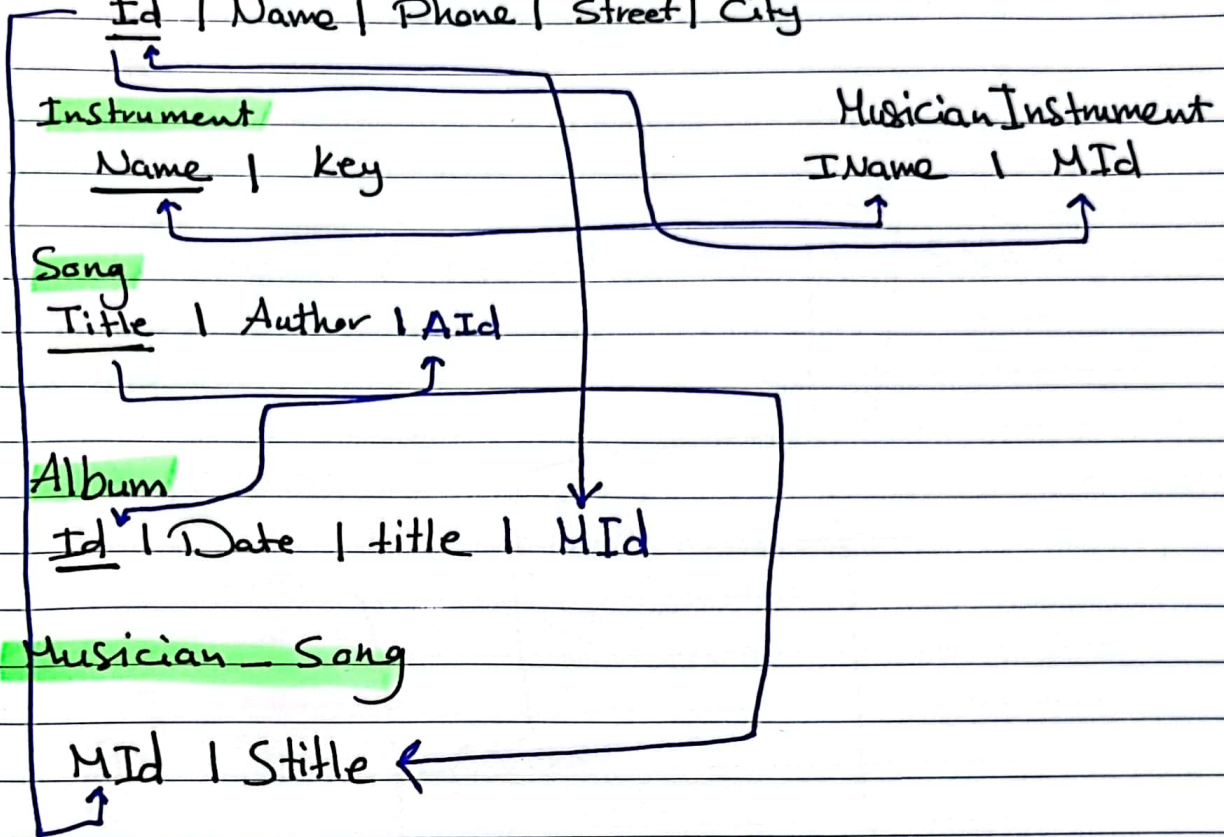 Id | Name | Phone | Street | City
Instrument
Name | Key
MusicianInstrument
IName | MId
Song
Title | Author | AId
Album
Id | Date | title | MId
Musician_Song
MId | Stitle